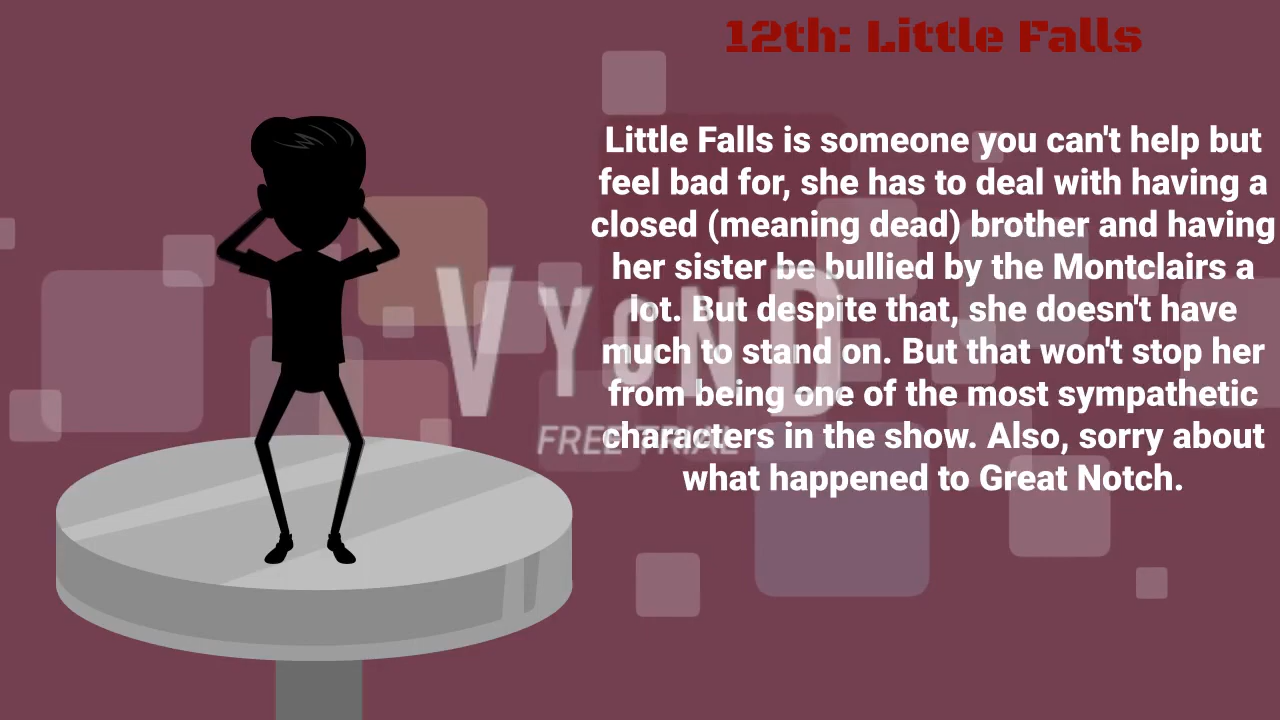 12th: Little Falls
Little Falls is someone you can't help but
feel bad for, she has to deal with having a
closed (meaning dead) brother and having
her sister be bullied by the Montclairs a
lot. But despite that, she doesn't have
much to stand on. But that won't stop her
from being one of the most sympathetic
characters in the show. Also, sorry about
what happened to Great Notch.
VYOND
FREE TRIAL